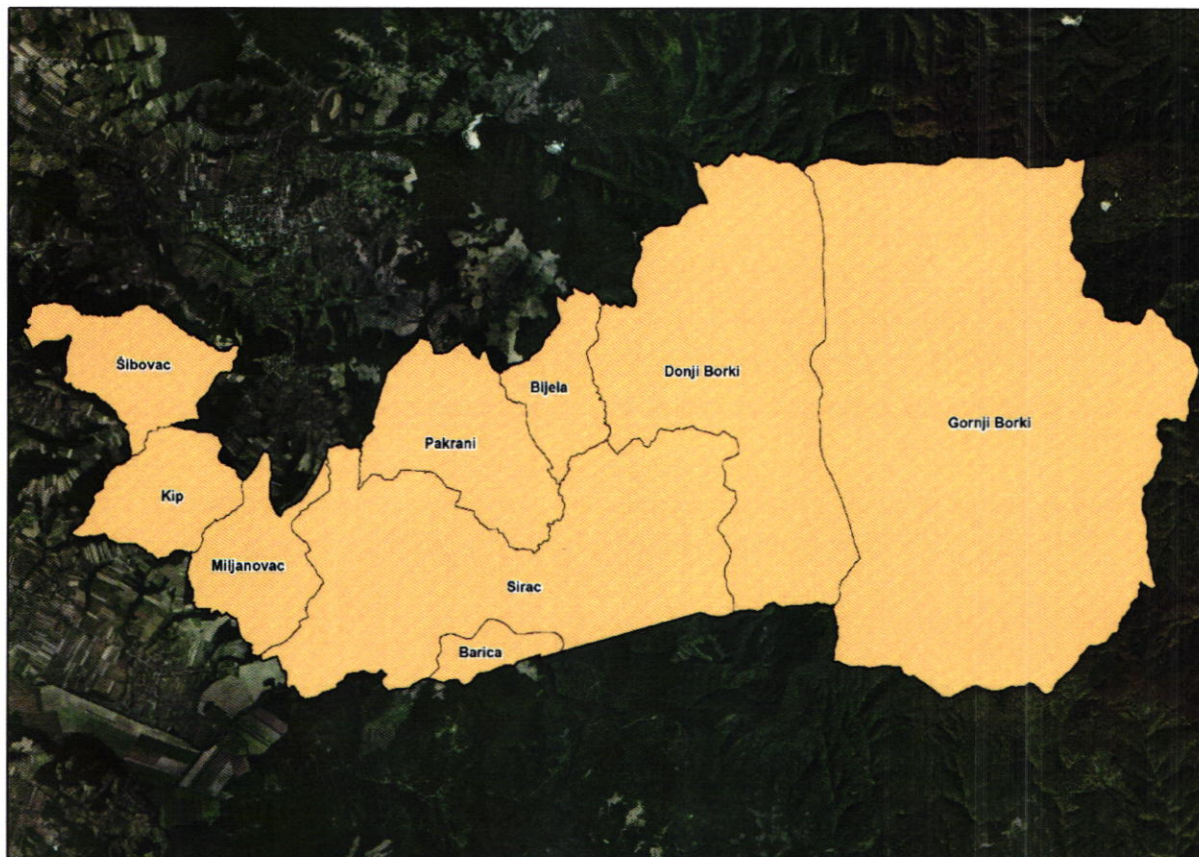 Šibovac
Bijela
Donji Borki
Gornji Borki
Pakrani
Kip
Miljanovac
Sirac
Barica